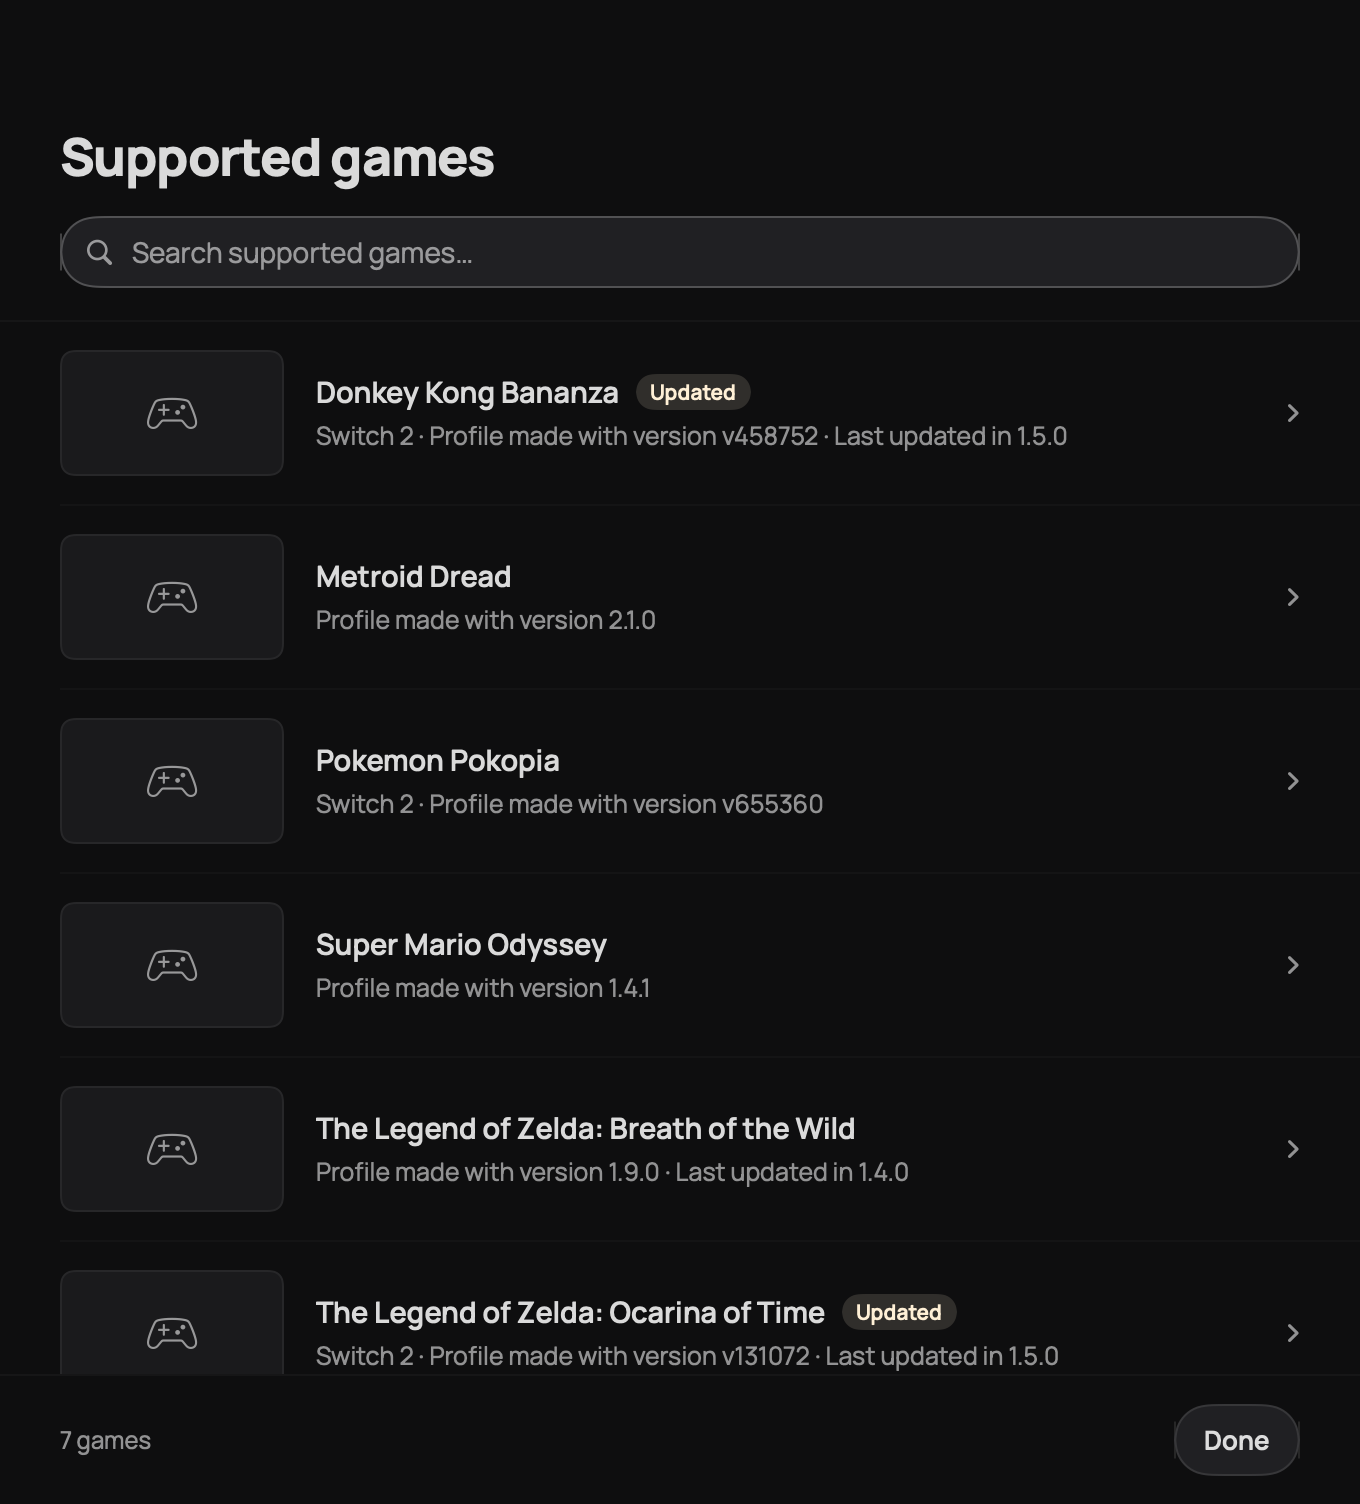 Supported games
Search supported games...
Donkey Kong Bananza Updated
Switch 2 · Profile made with version v458752 · Last updated in 1.5.0
Metroid Dread
Profile made with version 2.1.0
Pokemon Pokopia
Switch 2 · Profile made with version v655360
Super Mario Odyssey
Profile made with version 1.4.1
The Legend of Zelda: Breath of the Wild
Profile made with version 1.9.0 · Last updated in 1.4.0
The Legend of Zelda: Ocarina of Time Updated
Switch 2 · Profile made with version v131072 · Last updated in 1.5.0
7 games
Done